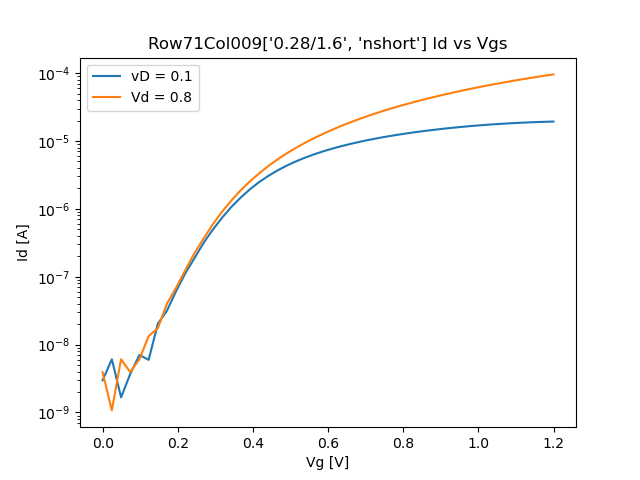 Row71Col009['0.28/1.6', 'nshort'] Id vs Vgs
vD = 0.1
Vd = 0.8
Id [A]
10⁻⁴
10⁻⁵
10⁻⁶
10⁻⁷
10⁻⁸
10⁻⁹
0.0 0.2 0.4 0.6 0.8 1.0 1.2
Vg [V]